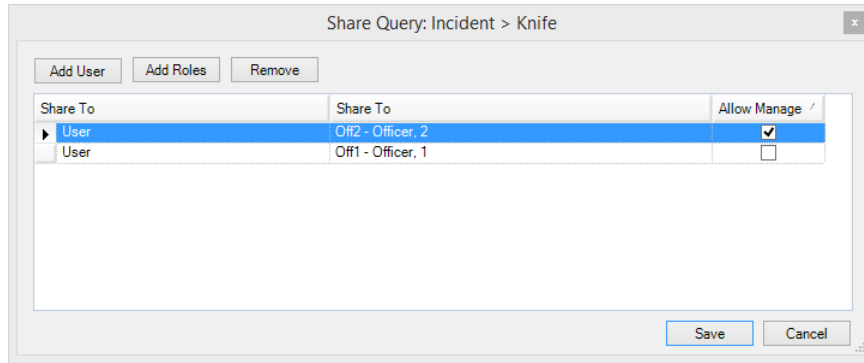 Share Query: Incident > Knife
x
Add User Add Roles Remove
Share To Share To Allow Manage
User Off2 - Officer, 2
User Off1 - Officer, 1
Save Cancel